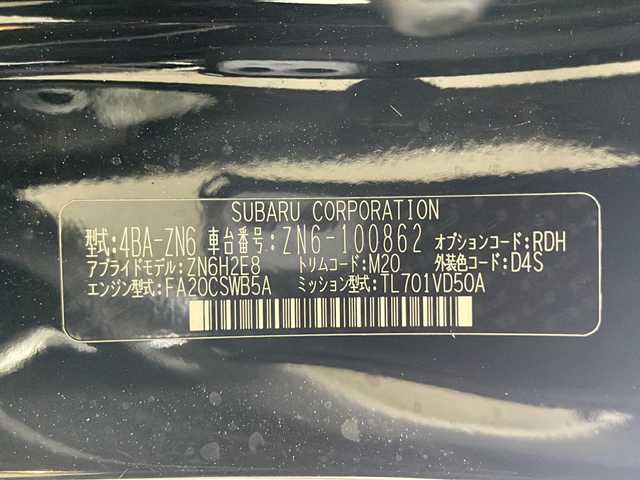 SUBARU CORPORATION
型式:4BA-ZN6 車台番号:ZN6-100862 オプションコード:RDH
アプライドモデル:ZN6H2E8 トリムコード:M20 外装色コード:D4S
エンジン型式:FA20CSWB5A ミッション型式:TL701VD50A